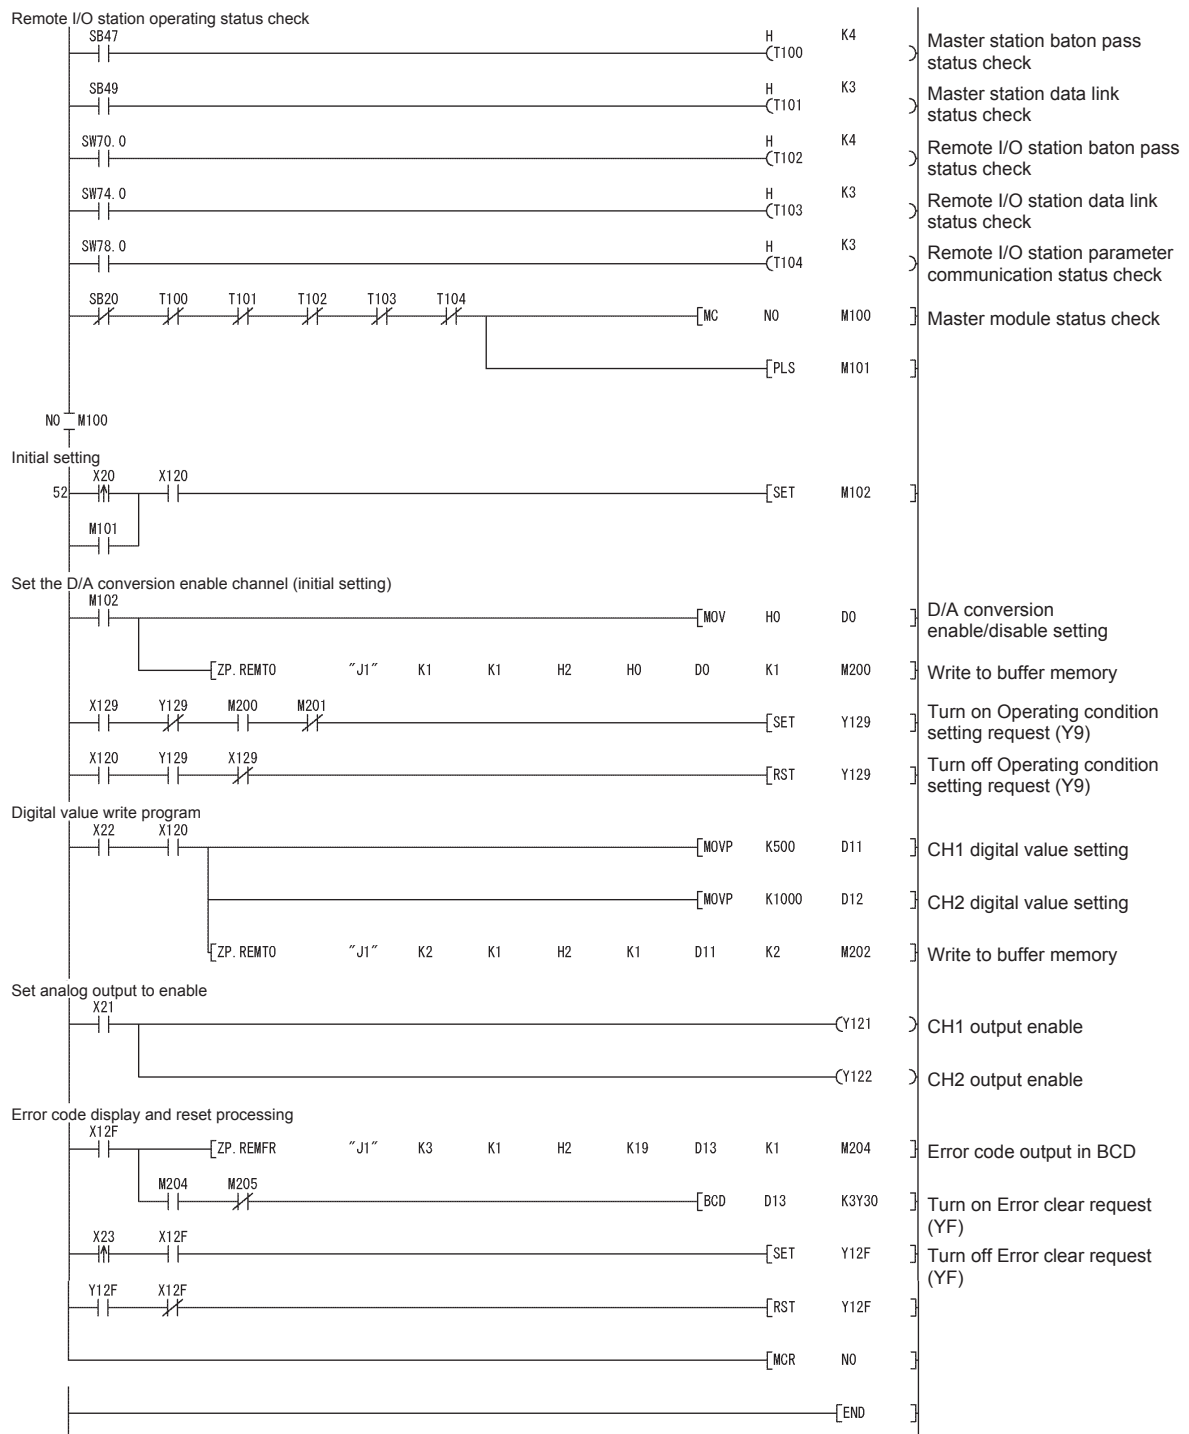 Remote I/O station operating status check
SB47 H K4
(T100 ) Master station baton pass
status check
SB49 H K3
(T101 ) Master station data link
status check
SW70.0 H K4
(T102 ) Remote I/O station baton pass
status check
SW74.0 H K3
(T103 ) Remote I/O station data link
status check
SW78.0 H K3
(T104 ) Remote I/O station parameter
communication status check
SB20 T100 T101 T102 T103 T104
[MC N0 M100 ] Master module status check
[PLS M101 ]
N0 M100
Initial setting
X20 X120
52 [SET M102 ]
M101
Set the D/A conversion enable channel (initial setting)
M102
[MOV H0 D0 ] D/A conversion
enable/disable setting
[ZP.REMTO "J1" K1 K1 H2 H0 D0 K1 M200 ] Write to buffer memory
X129 Y129 M200 M201
[SET Y129 ] Turn on Operating condition
setting request (Y9)
X120 Y129 X129
[RST Y129 ] Turn off Operating condition
setting request (Y9)
Digital value write program
X22 X120
[MOVP K500 D11 ] CH1 digital value setting
[MOVP K1000 D12 ] CH2 digital value setting
[ZP.REMTO "J1" K2 K1 H2 K1 D11 K2 M202 ] Write to buffer memory
Set analog output to enable
X21
(Y121 ) CH1 output enable
(Y122 ) CH2 output enable
Error code display and reset processing
X12F
[ZP.REMFR "J1" K3 K1 H2 K19 D13 K1 M204 ] Error code output in BCD
M204 M205
[BCD D13 K3Y30 ] Turn on Error clear request
(YF)
X23 X12F
[SET Y12F ] Turn off Error clear request
(YF)
Y12F X12F
[RST Y12F ]
[MCR N0 ]
[END ]